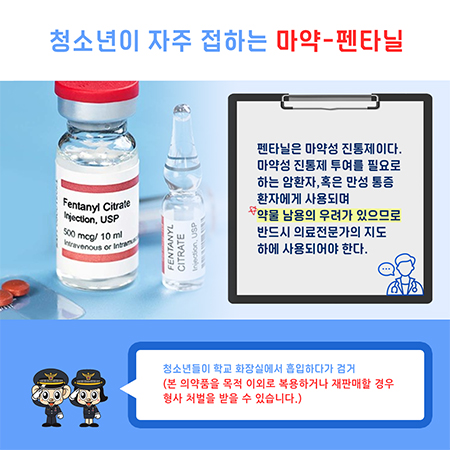 청소년이 자주 접하는 마약-펜타닐
Fentanyl Citrate
Injection, USP
500 mcg/ 10 ml
Intravenous or Intramus
FENTANYL
CITRATE
Injection, USP
펜타닐은 마약성 진통제이다.
마약성 진통제 투여를 필요로
하는 암환자,혹은 만성 통증
환자에게 사용되며
약물 남용의 우려가 있으므로
반드시 의료전문가의 지도
하에 사용되어야 한다.
청소년들이 학교 화장실에서 흡입하다가 검거
(본 의약품을 목적 이외로 복용하거나 재판매할 경우
형사 처벌을 받을 수 있습니다.)